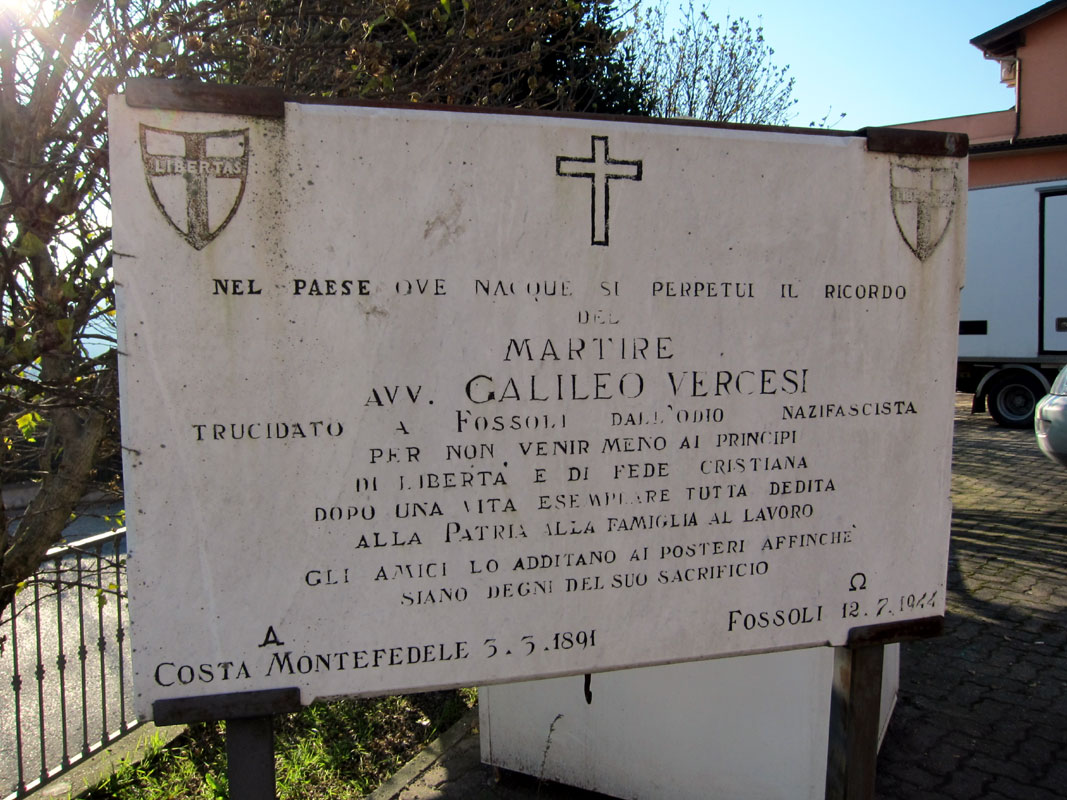 LIBERTAS
NEL PAESE OVE NACQUE SI PERPETUI IL RICORDO
DEL
MARTIRE
AVV. GALILEO VERCESI
TRUCIDATO A FOSSOLI DALL'ODIO NAZIFASCISTA
PER NON VENIR MENO AI PRINCIPI
DI LIBERTA' E DI FEDE CRISTIANA
DOPO UNA VITA ESEMPLARE TUTTA DEDITA
ALLA PATRIA ALLA FAMIGLIA AL LAVORO
GLI AMICI LO ADDITANO AI POSTERI AFFINCHE'
SIANO DEGNI DEL SUO SACRIFICIO
Α
COSTA MONTEFEDELE 3.3.1891
Ω
FOSSOLI 12.7.1944